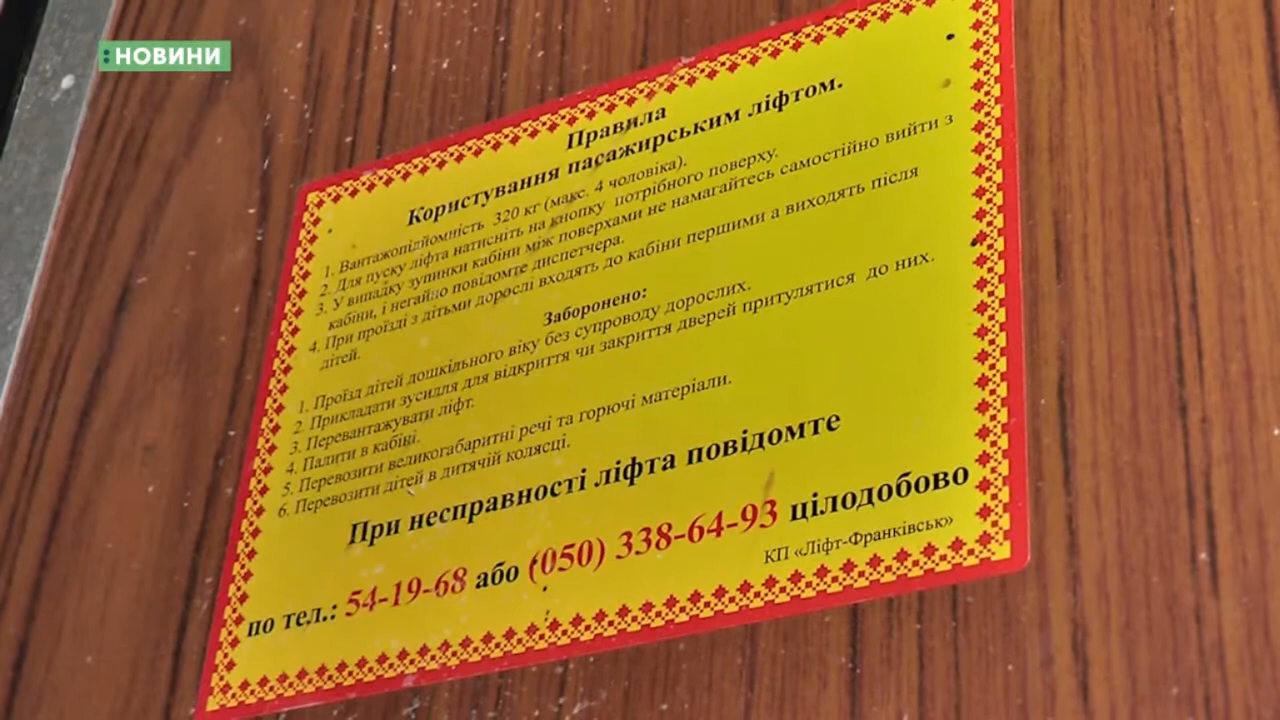 :НОВИНИ
Правила
Користування пасажирським ліфтом.
1. Вантажопідйомність 320 кг (макс. 4 чоловіка).
2. Для пуску ліфта натисніть на кнопку потрібного поверху.
3. У випадку зупинки кабіни між поверхами не намагайтесь самостійно вийти з
кабіни, і негайно повідомте диспетчера.
4. При проїзді з дітьми дорослі входять до кабіни першими а виходять після
дітей.
Заборонено:
1. Проїзд дітей дошкільного віку без супроводу дорослих.
2. Прикладати зусилля для відкриття чи закриття дверей притулятися до них.
3. Перевантажувати ліфт.
4. Палити в кабіні.
5. Перевозити великогабаритні речі та горючі матеріали.
6. Перевозити дітей в дитячій колясці.
При несправності ліфта повідомте
по тел.: 54-19-68 або (050) 338-64-93 цілодобово
КП «Ліфт-Франківськ»